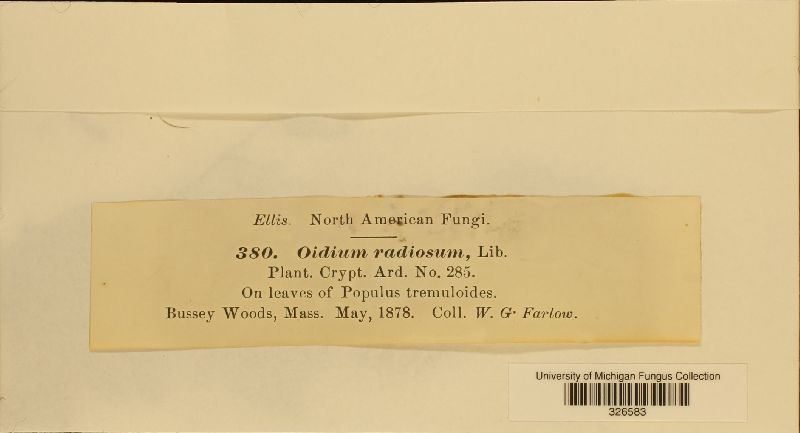 Ellis. North American Fungi.
380. Oidium radiosum, Lib.
Plant. Crypt. Ard. No. 285.
On leaves of Populus tremuloides.
Bussey Woods, Mass. May, 1878. Coll. W. G. Farlow.
University of Michigan Fungus Collection
326583